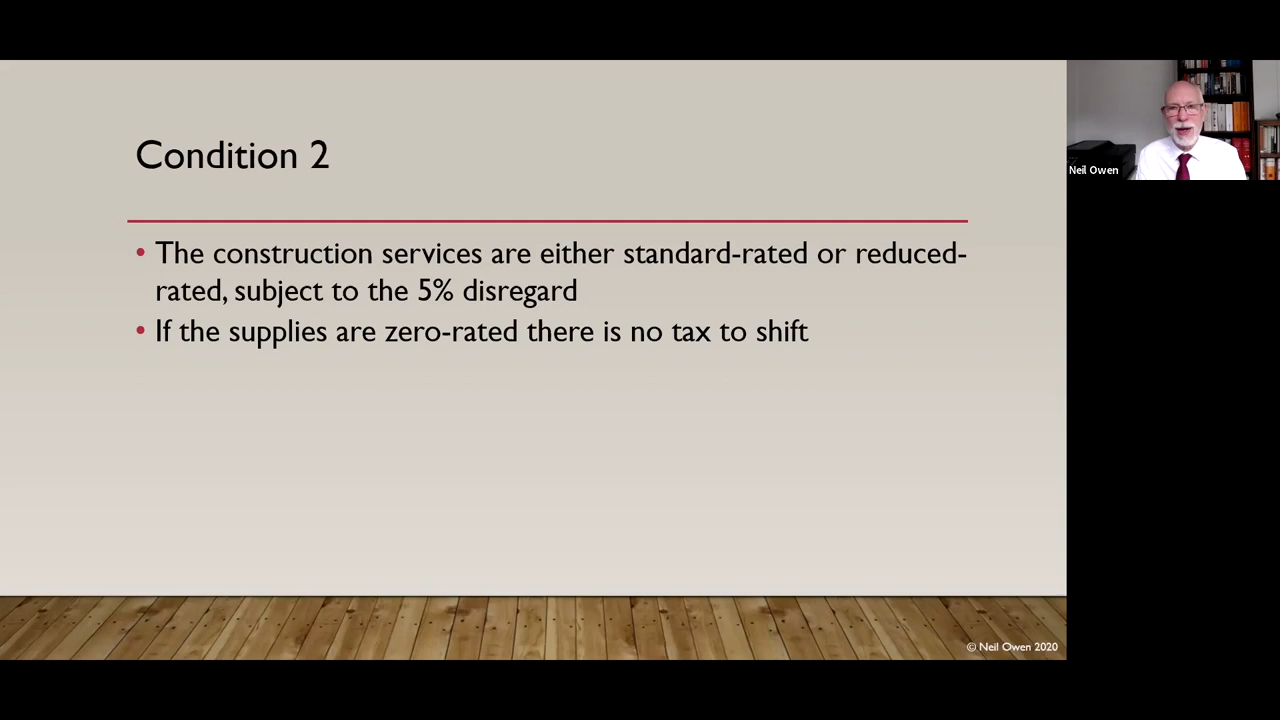 Condition 2
• The construction services are either standard-rated or reduced-
rated, subject to the 5% disregard
• If the supplies are zero-rated there is no tax to shift
© Neil Owen 2020
Neil Owen